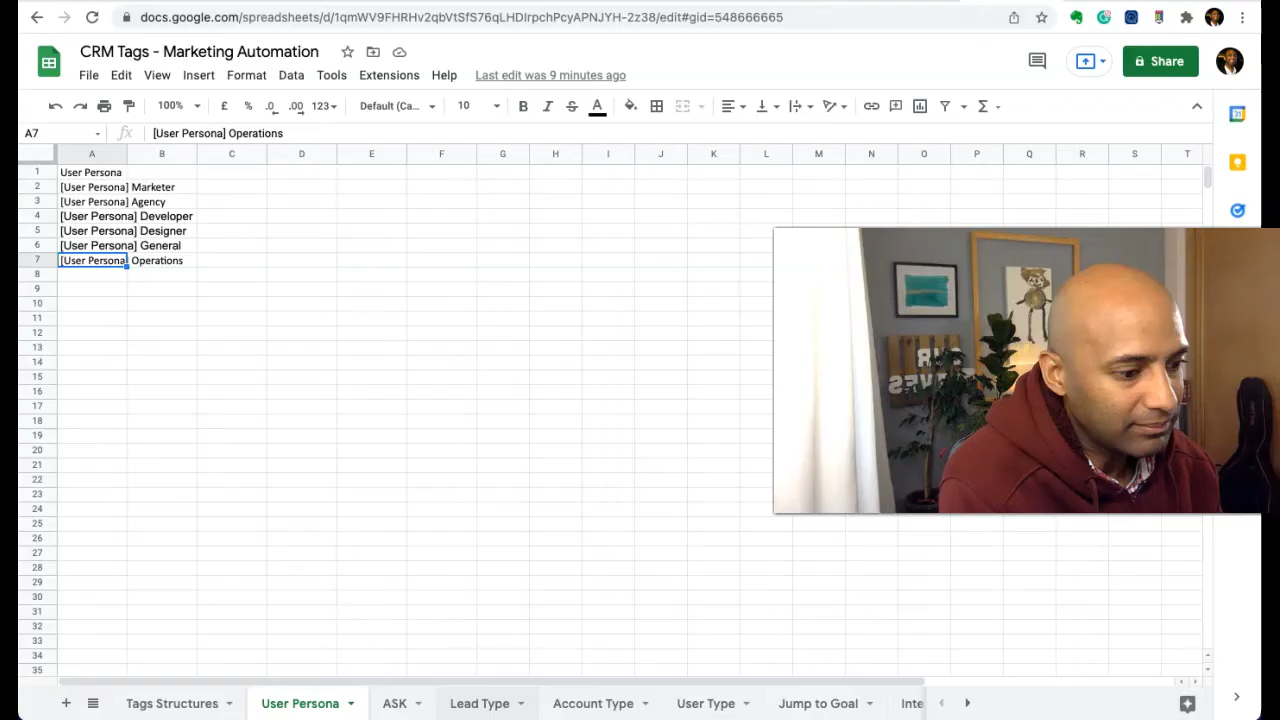 docs.google.com/spreadsheets/d/1qmWV9FHRHv2qbVtSfS76qLHDIrpchPcyAPNJYH-2z38/edit#gid=548666665
CRM Tags - Marketing Automation
File Edit View Insert Format Data Tools Extensions Help Last edit was 9 minutes ago
Share
100% £ % .0 .00 123 Default (Ca... 10 B I S A Σ
A7 fx [User Persona] Operations
A B C D E F G H I J K L M N O P Q R S T
1 User Persona
2 [User Persona] Marketer
3 [User Persona] Agency
4 [User Persona] Developer
5 [User Persona] Designer
6 [User Persona] General
7 [User Persona] Operations
8
9
10
11
12
13
14
15
16
17
18
19
20
21
22
23
24
25
26
27
28
29
30
31
32
33
34
35
Tags Structures User Persona ASK Lead Type Account Type User Type Jump to Goal Inte